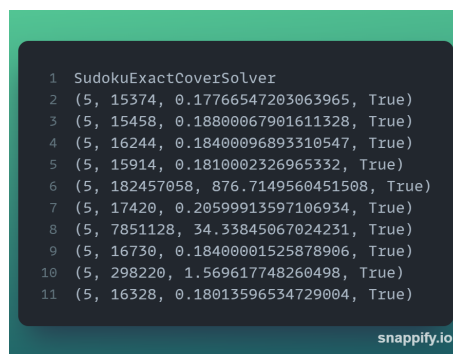 1 SudokuExactCoverSolver
2 (5, 15374, 0.17766547203063965, True)
3 (5, 15458, 0.18800067901611328, True)
4 (5, 16244, 0.18400096893310547, True)
5 (5, 15914, 0.1810002326965332, True)
6 (5, 182457058, 876.7149560451508, True)
7 (5, 17420, 0.20599913597106934, True)
8 (5, 7851128, 34.33845067024231, True)
9 (5, 16730, 0.18400001525878906, True)
10 (5, 298220, 1.569617748260498, True)
11 (5, 16328, 0.18013596534729004, True)
snappify.io